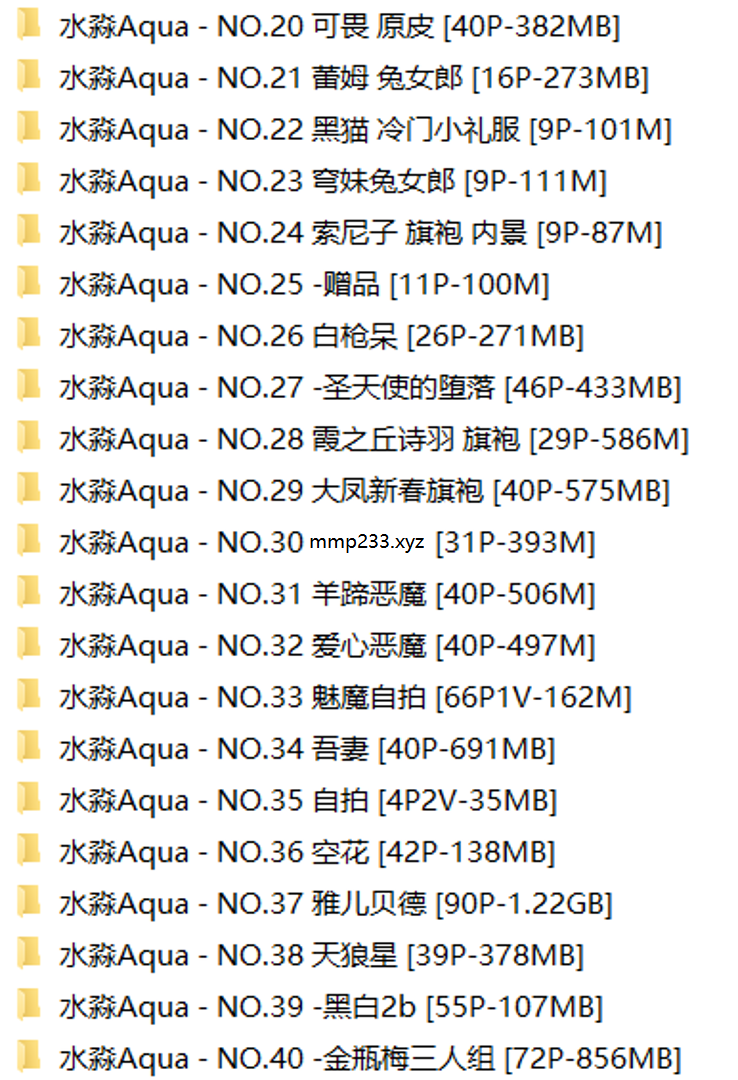 水淼Aqua - NO.20 可畏 原皮 [40P-382MB]
水淼Aqua - NO.21 蕾姆 兔女郎 [16P-273MB]
水淼Aqua - NO.22 黑猫 冷门小礼服 [9P-101M]
水淼Aqua - NO.23 穹妹兔女郎 [9P-111M]
水淼Aqua - NO.24 索尼子 旗袍 内景 [9P-87M]
水淼Aqua - NO.25 -赠品 [11P-100M]
水淼Aqua - NO.26 白枪呆 [26P-271MB]
水淼Aqua - NO.27 -圣天使的堕落 [46P-433MB]
水淼Aqua - NO.28 霞之丘诗羽 旗袍 [29P-586M]
水淼Aqua - NO.29 大凤新春旗袍 [40P-575MB]
水淼Aqua - NO.30 mmp233.xyz [31P-393M]
水淼Aqua - NO.31 羊蹄恶魔 [40P-506M]
水淼Aqua - NO.32 爱心恶魔 [40P-497M]
水淼Aqua - NO.33 魅魔自拍 [66P1V-162M]
水淼Aqua - NO.34 吾妻 [40P-691MB]
水淼Aqua - NO.35 自拍 [4P2V-35MB]
水淼Aqua - NO.36 空花 [42P-138MB]
水淼Aqua - NO.37 雅儿贝德 [90P-1.22GB]
水淼Aqua - NO.38 天狼星 [39P-378MB]
水淼Aqua - NO.39 -黑白2b [55P-107MB]
水淼Aqua - NO.40 -金瓶梅三人组 [72P-856MB]